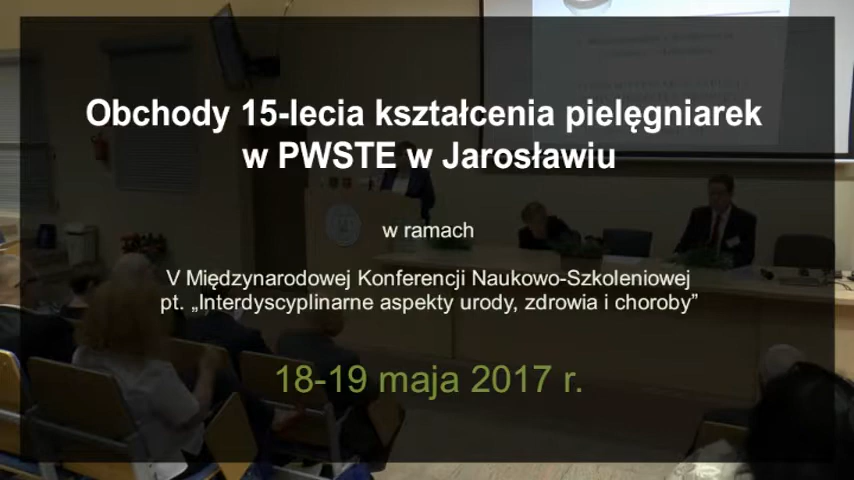 Obchody 15-lecia kształcenia pielęgniarek
w PWSTE w Jarosławiu
w ramach
V Międzynarodowej Konferencji Naukowo-Szkoleniowej
pt. „Interdyscyplinarne aspekty urody, zdrowia i choroby”
18-19 maja 2017 r.